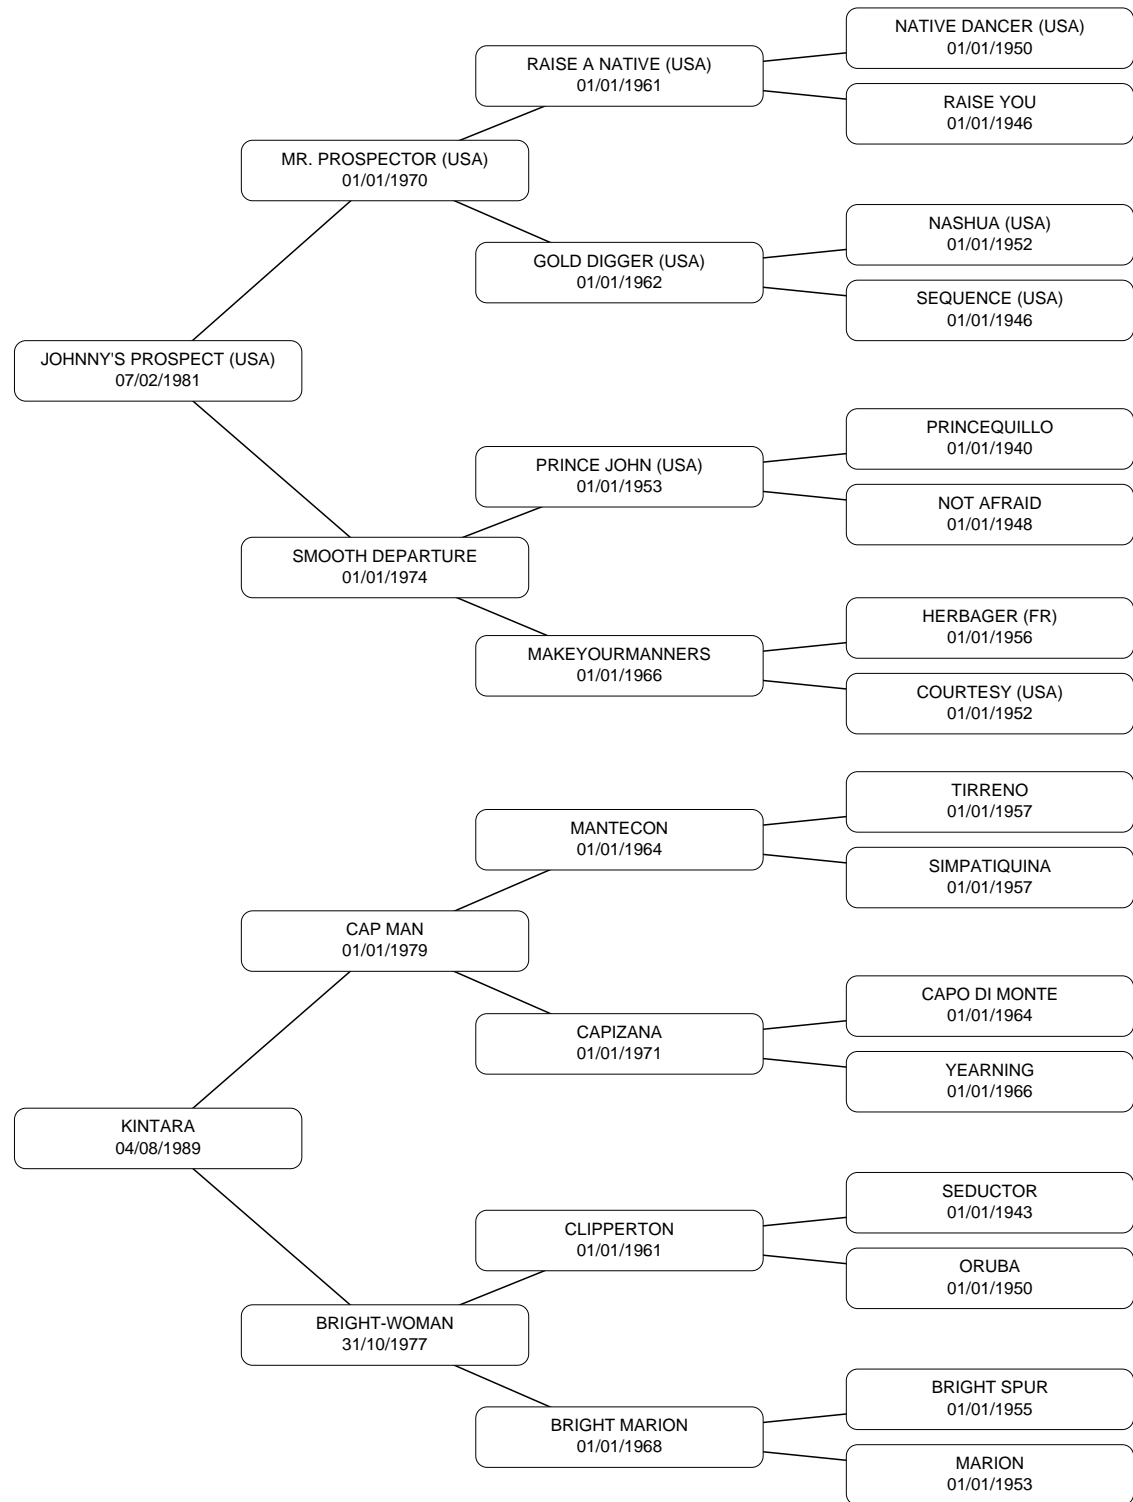 NATIVE DANCER (USA)
01/01/1950
RAISE A NATIVE (USA)
01/01/1961
RAISE YOU
01/01/1946
MR. PROSPECTOR (USA)
01/01/1970
NASHUA (USA)
01/01/1952
GOLD DIGGER (USA)
01/01/1962
SEQUENCE (USA)
01/01/1946
JOHNNY'S PROSPECT (USA)
07/02/1981
PRINCEQUILLO
01/01/1940
PRINCE JOHN (USA)
01/01/1953
NOT AFRAID
01/01/1948
SMOOTH DEPARTURE
01/01/1974
HERBAGER (FR)
01/01/1956
MAKEYOURMANNERS
01/01/1966
COURTESY (USA)
01/01/1952
TIRRENO
01/01/1957
MANTECON
01/01/1964
SIMPATIQUINA
01/01/1957
CAP MAN
01/01/1979
CAPO DI MONTE
01/01/1964
CAPIZANA
01/01/1971
YEARNING
01/01/1966
KINTARA
04/08/1989
SEDUCTOR
01/01/1943
CLIPPERTON
01/01/1961
ORUBA
01/01/1950
BRIGHT-WOMAN
31/10/1977
BRIGHT SPUR
01/01/1955
BRIGHT MARION
01/01/1968
MARION
01/01/1953